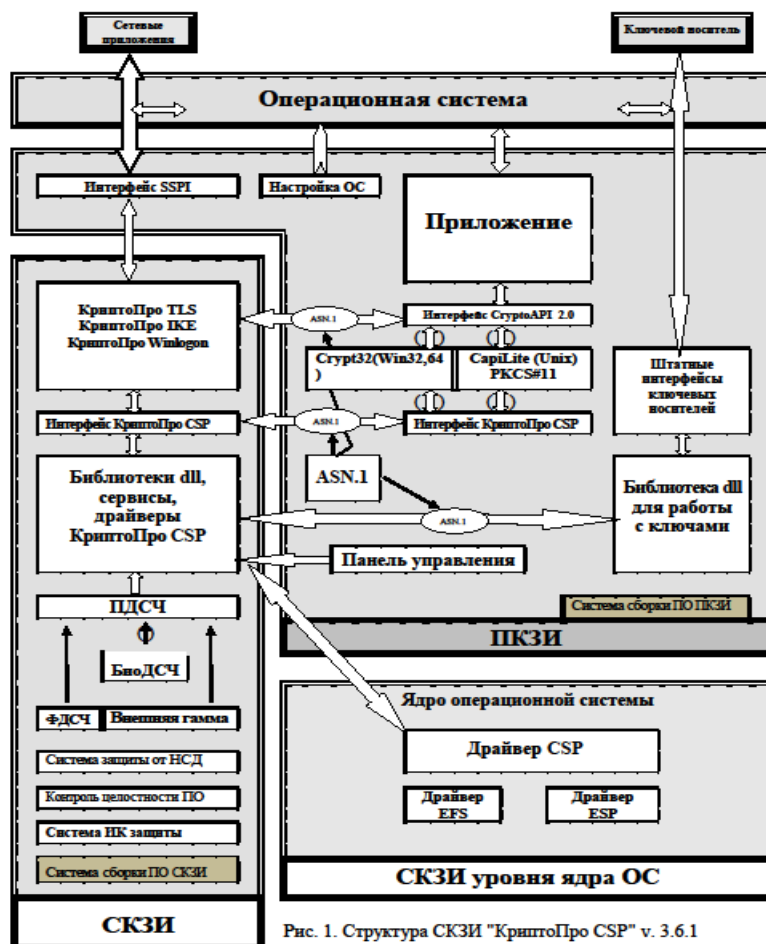 Сетевые
приложения
Ключевой носитель
Операционная система
Интерфейс SSPI
Настройка ОС
Приложение
КриптоПро TLS
КриптоПро IKE
КриптоПро Winlogon
ASN.1
Интерфейс CryptoAPI 2.0
Crypt32(Win32,64
)
CapiLite (Unix)
PKCS#11
Штатные
интерфейсы
ключевых
носителей
Интерфейс КриптоПро CSP
ASN.1
Интерфейс КриптоПро CSP
Библиотеки dll,
сервисы,
драйверы
КриптоПро CSP
ASN.1
ASN.1
Библиотека dll
для работы
с ключами
Панель управления
ПДСЧ
Система сборки ПО ПКЗИ
ПКЗИ
БиоДСЧ
ФДСЧ
Внешняя гамма
Система защиты от НСД
Контроль целостности ПО
Система ИК защиты
Система сборки ПО СКЗИ
СКЗИ
Ядро операционной системы
Драйвер CSP
Драйвер
EFS
Драйвер
ESP
СКЗИ уровня ядра ОС
Рис. 1. Структура СКЗИ "КриптоПро CSP" v. 3.6.1